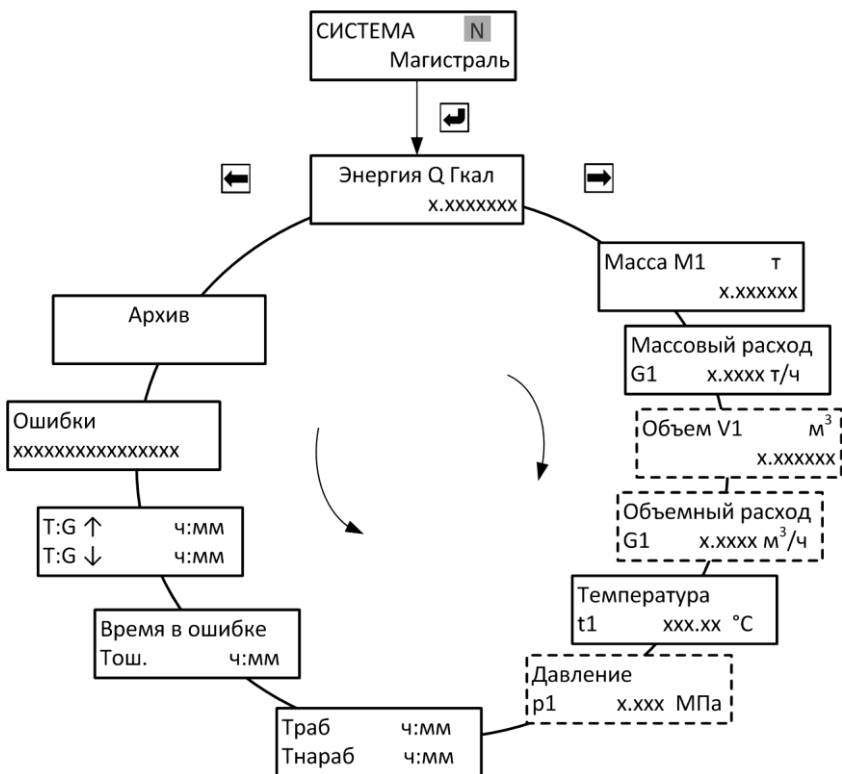 СИСТЕМА N
Магистраль
Энергия Q Гкал
x.xxxxxxx
Масса M1 т
x.xxxxxx
Массовый расход
G1 x.xxxx т/ч
Объем V1 м³
x.xxxxxx
Объемный расход
G1 x.xxxx м³/ч
Температура
t1 xxx.xx °C
Давление
p1 x.xxx МПа
Траб ч:мм
Тнараб ч:мм
Время в ошибке
Тош. ч:мм
T:G ↑ ч:мм
T:G ↓ ч:мм
Ошибки
xxxxxxxxxxxxxxxx
Архив